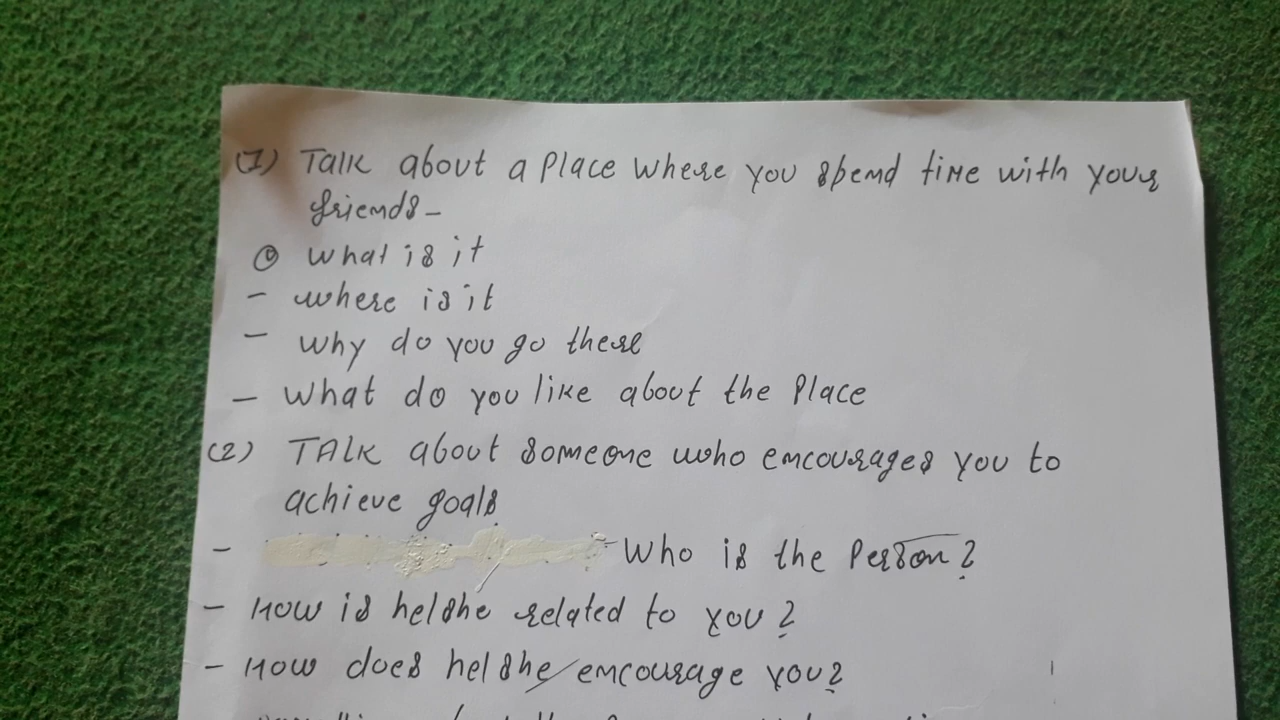 (1) Talk about a Place where you spend time with your
friends-
what is it
- where is it
- why do you go there
- what do you like about the Place
(2) TAlk about someone who encourages you to
achieve goals
- Who is the Person?
- How is he/she related to you?
- How does he/she encourage you?